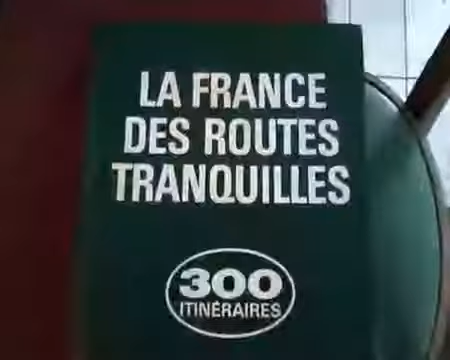 LA FRANCE
DES ROUTES
TRANQUILLES
300
ITINÉRAIRES